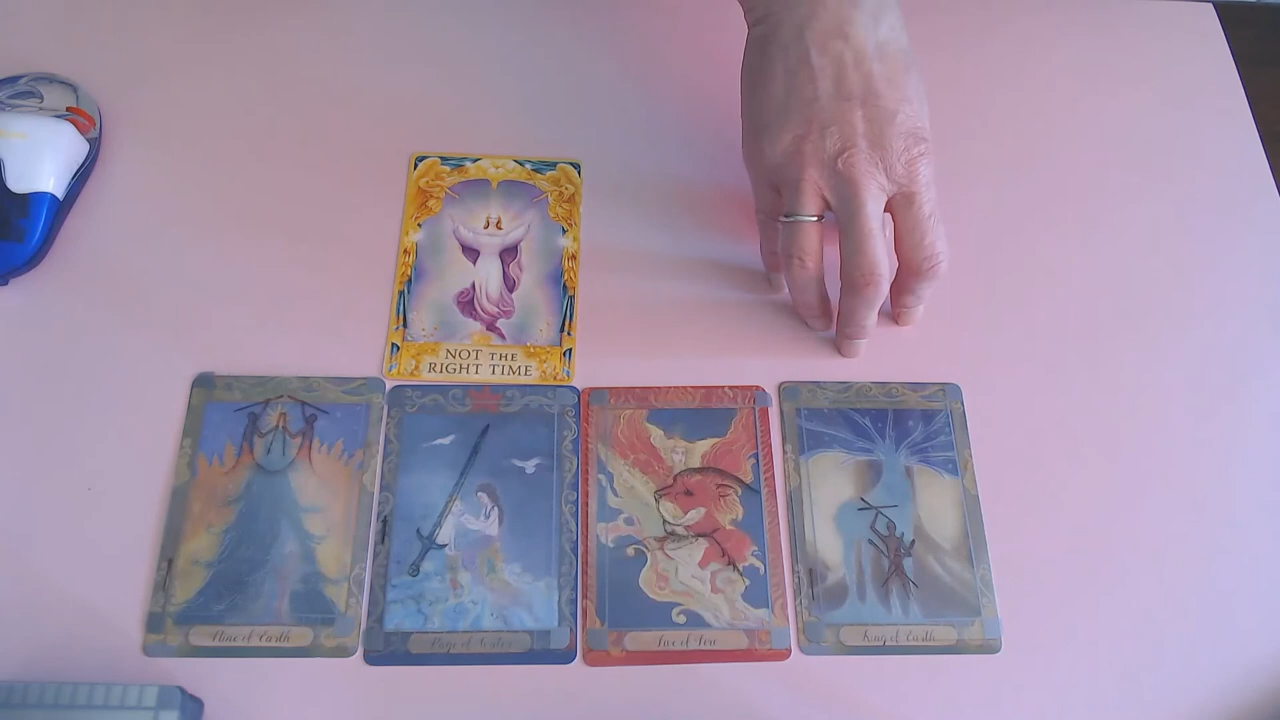 NOT THE
RIGHT TIME
Nine of Earth
Page of Water
Five of Fire
King of Earth